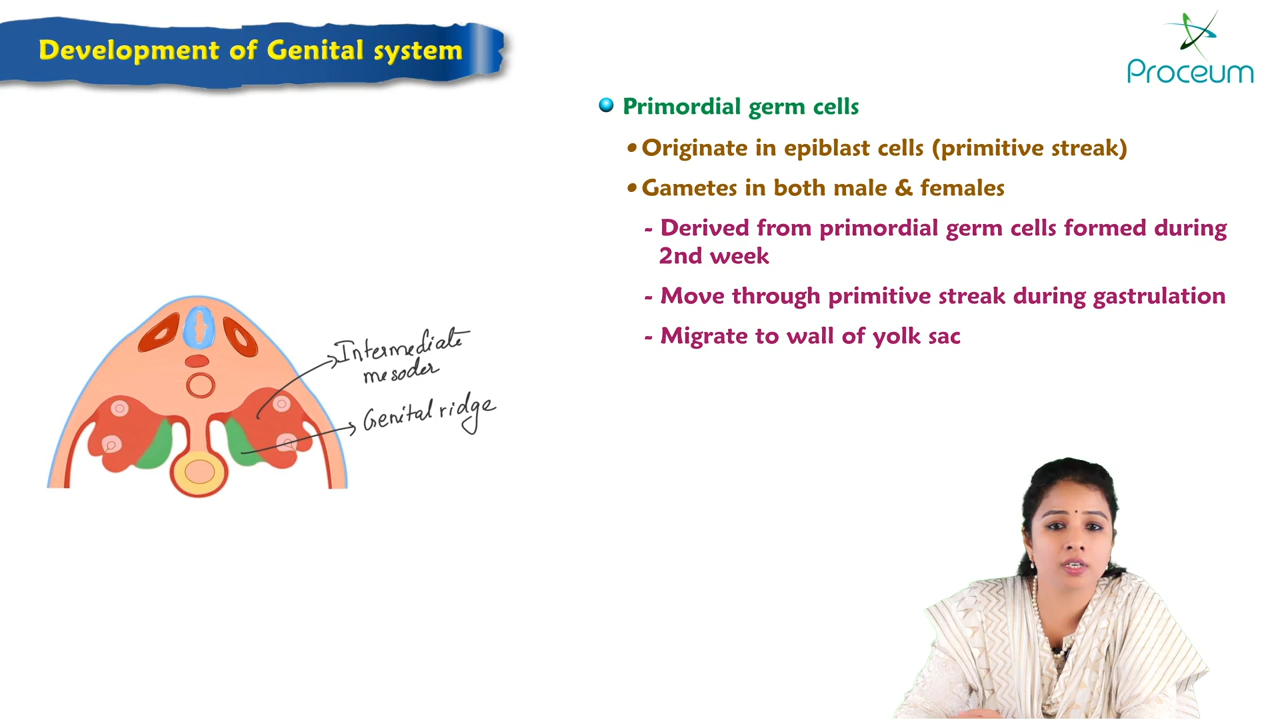 Development of Genital system
Proceum
Primordial germ cells
• Originate in epiblast cells (primitive streak)
• Gametes in both male & females
- Derived from primordial germ cells formed during
2nd week
- Move through primitive streak during gastrulation
- Migrate to wall of yolk sac
Intermediate
mesoder
Genital ridge